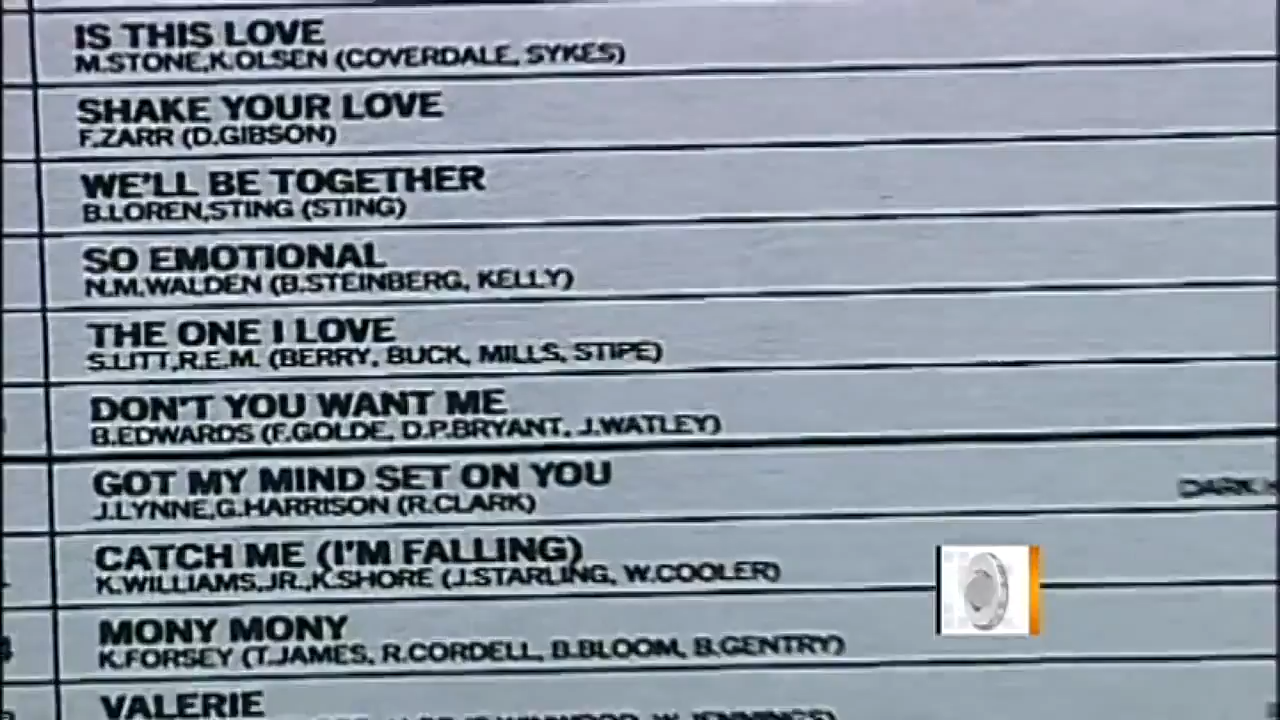 IS THIS LOVE
M.STONE,K.OLSEN (COVERDALE, SYKES)
SHAKE YOUR LOVE
F.ZARR (D.GIBSON)
WE'LL BE TOGETHER
B.LOREN,STING (STING)
SO EMOTIONAL
N.M.WALDEN (B.STEINBERG, KELLY)
THE ONE I LOVE
S.LITT,R.E.M. (BERRY, BUCK, MILLS, STIPE)
DON'T YOU WANT ME
B.EDWARDS (F.GOLDE, D.P.BRYANT, J.WATLEY)
GOT MY MIND SET ON YOU
DARK
J.LYNNE,G.HARRISON (R.CLARK)
CATCH ME (I'M FALLING)
K.WILLIAMS,JR.,K.SHORE (J.STARLING, W.COOLER)
MONY MONY
K.FORSEY (T.JAMES, R.CORDELL, B.BLOOM, B.GENTRY)
VALERIE